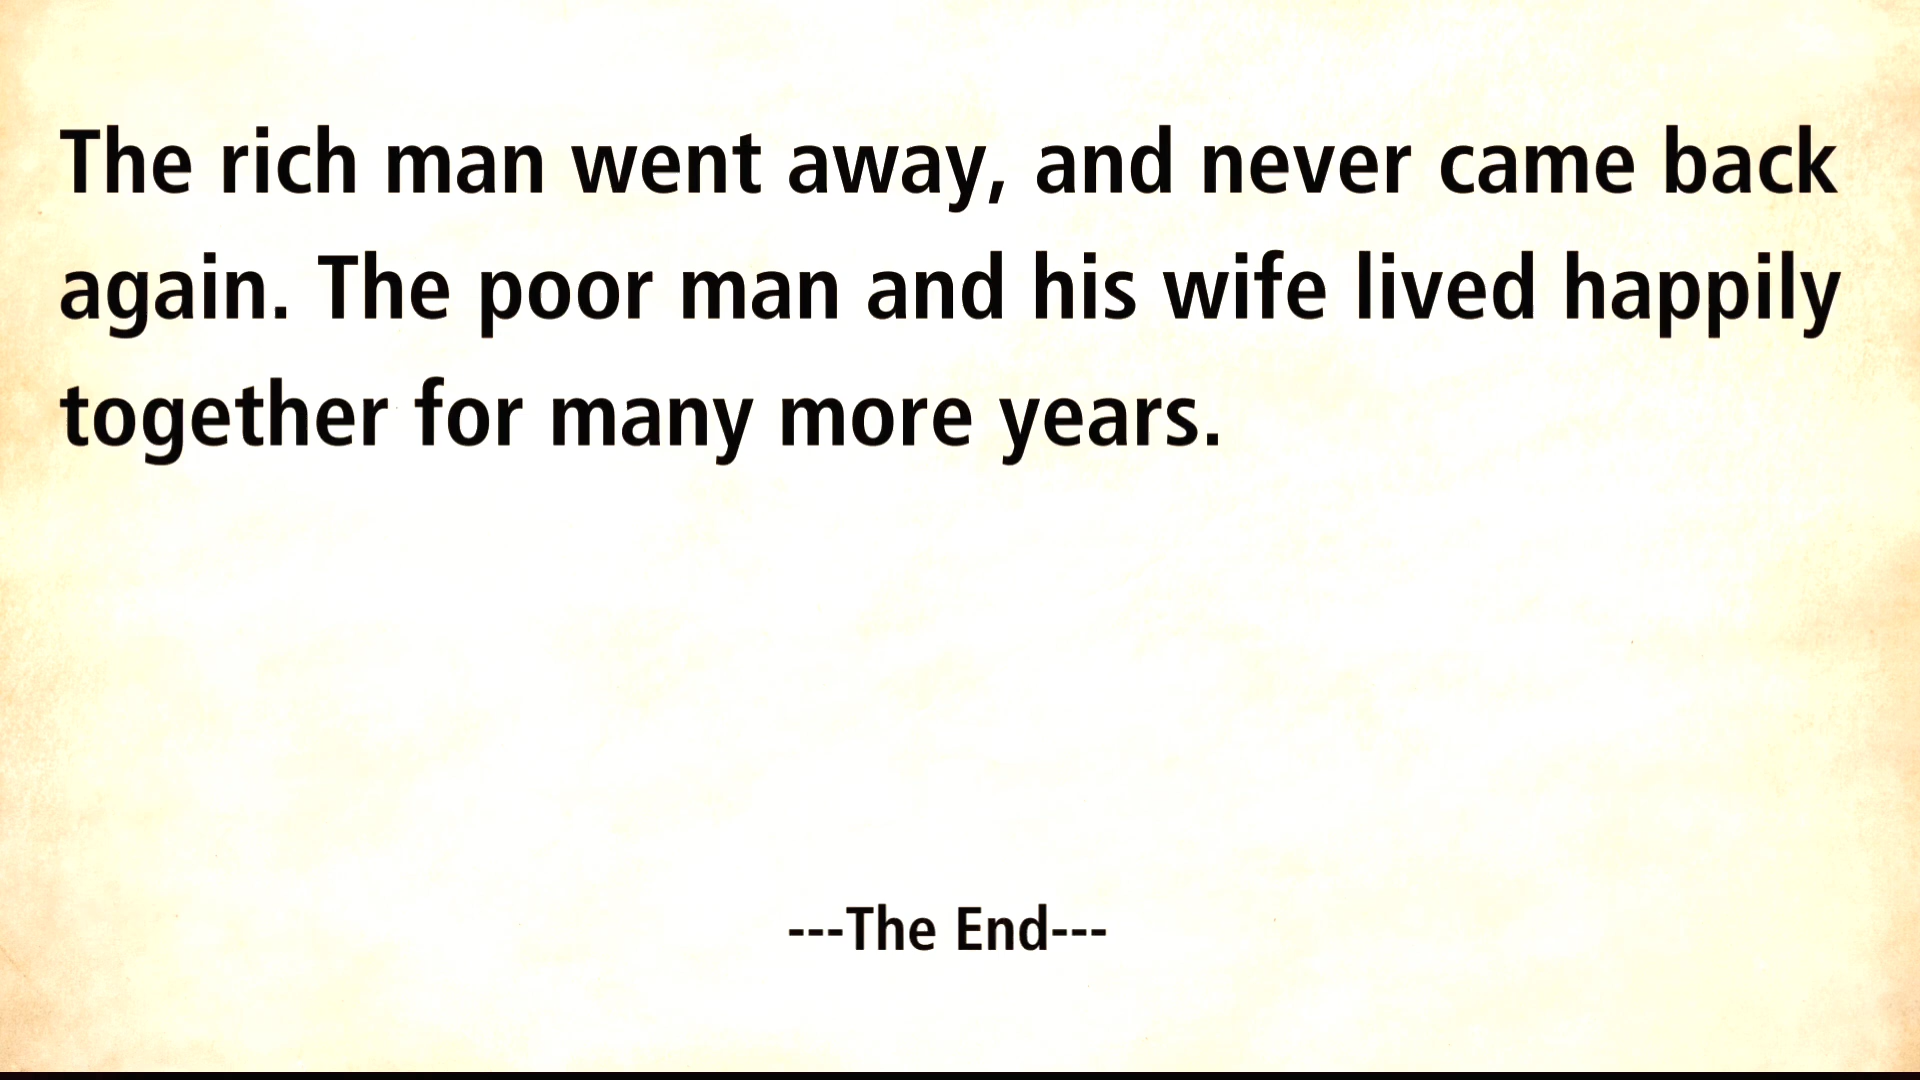 The rich man went away, and never came back
again. The poor man and his wife lived happily
together for many more years.
---The End---